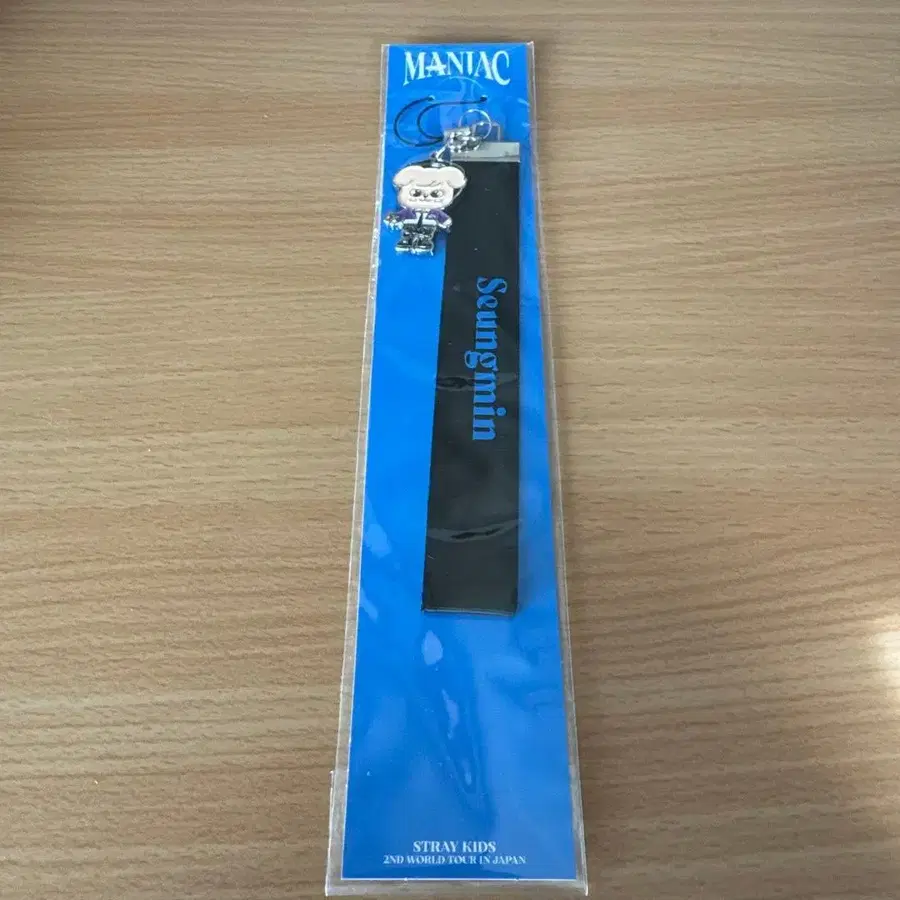 MANIAC
Seungmin
STRAY KIDS
2ND WORLD TOUR IN JAPAN